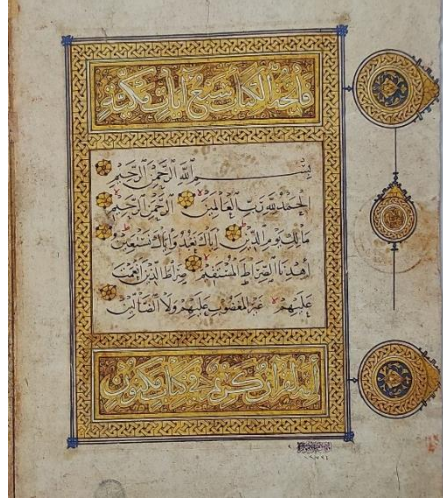 فاتحة الكتاب سبع آيات مكية
بسم الله الرحمن الرحيم
الحمد لله رب العالمين الرحمن الرحيم
مالك يوم الدين إياك نعبد وإياك نستعين
اهدنا الصراط المستقيم صراط الذين أنعمت
عليهم غير المغضوب عليهم ولا الضالين
إنه لقرآن كريم في كتاب مكنون